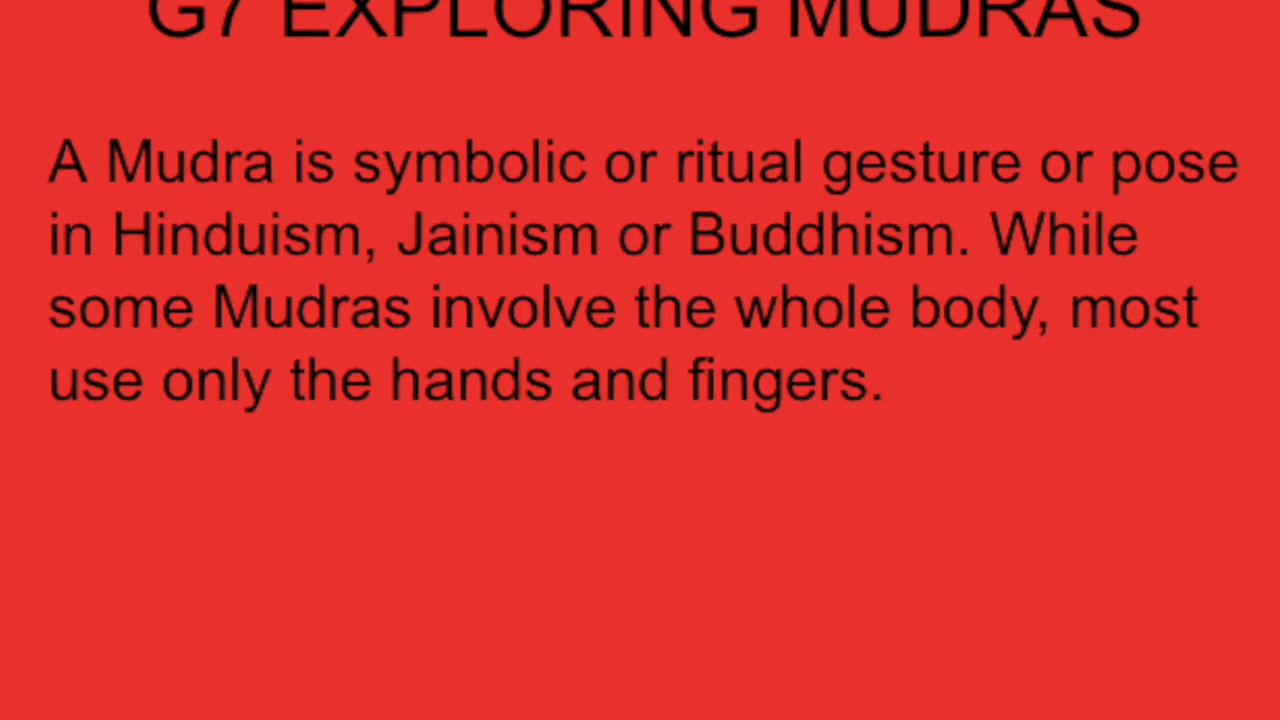 G7 EXPLORING MUDRAS
A Mudra is symbolic or ritual gesture or pose
in Hinduism, Jainism or Buddhism. While
some Mudras involve the whole body, most
use only the hands and fingers.